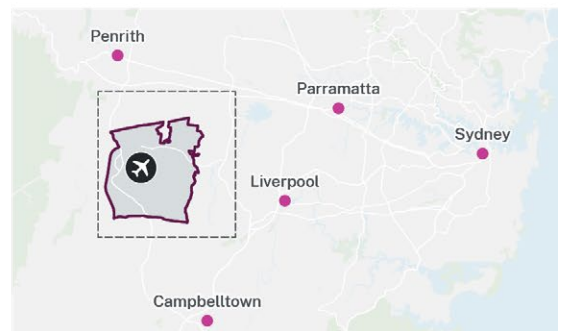 Penrith
Parramatta
Sydney
Liverpool
Campbelltown